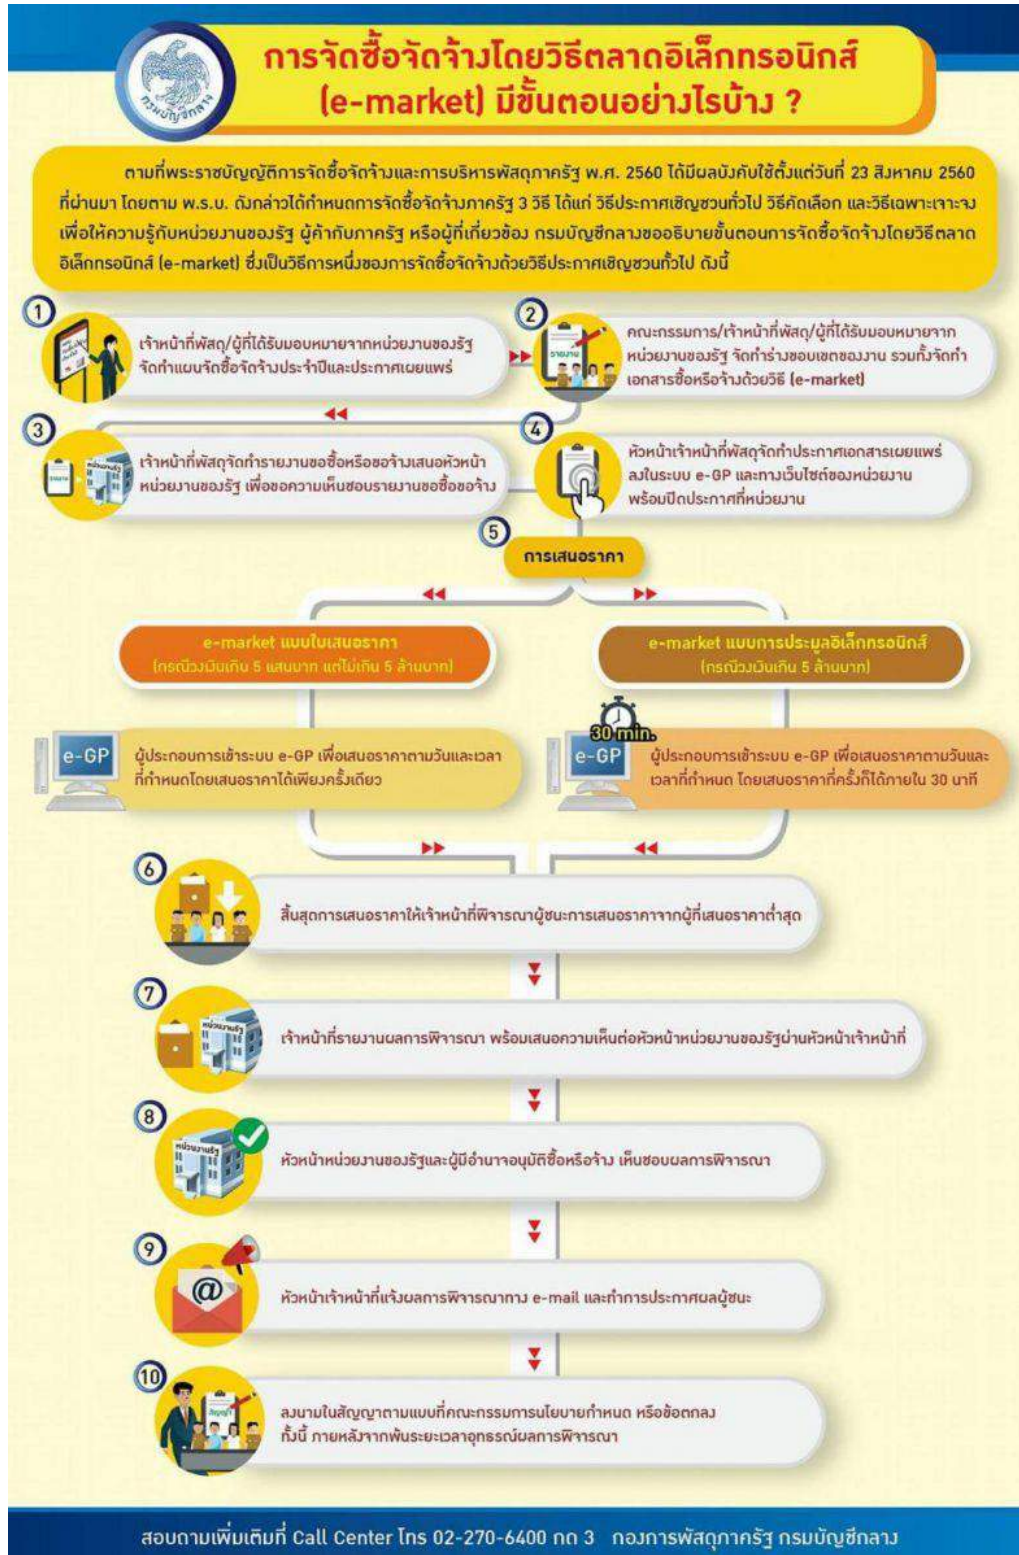 กรมบัญชีกลาง
การจัดซื้อจัดจ้างโดยวิธีตลาดอิเล็กทรอนิกส์
(e-market) มีขั้นตอนอย่างไรบ้าง ?
ตามที่พระราชบัญญัติการจัดซื้อจัดจ้างและการบริหารพัสดุภาครัฐ พ.ศ. 2560 ได้มีผลบังคับใช้ตั้งแต่วันที่ 23 สิงหาคม 2560
ที่ผ่านมา โดยตาม พ.ร.บ. ดังกล่าวได้กำหนดการจัดซื้อจัดจ้างภาครัฐ 3 วิธี ได้แก่ วิธีประกาศเชิญชวนทั่วไป วิธีคัดเลือก และวิธีเฉพาะเจาะจง
เพื่อให้ความรู้กับหน่วยงานของรัฐ ผู้ค้ากับภาครัฐ หรือผู้ที่เกี่ยวข้อง กรมบัญชีกลางขออธิบายขั้นตอนการจัดซื้อจัดจ้างโดยวิธีตลาด
อิเล็กทรอนิกส์ (e-market) ซึ่งเป็นวิธีการหนึ่งของการจัดซื้อจัดจ้างด้วยวิธีประกาศเชิญชวนทั่วไป ดังนี้
1
เจ้าหน้าที่พัสดุ/ผู้ที่ได้รับมอบหมายจากหน่วยงานของรัฐ
จัดทำแผนจัดซื้อจัดจ้างประจำปีและประกาศเผยแพร่
2
รายงาน
คณะกรรมการ/เจ้าหน้าที่พัสดุ/ผู้ที่ได้รับมอบหมายจาก
หน่วยงานของรัฐ จัดทำร่างขอบเขตของงาน รวมทั้งจัดทำ
เอกสารซื้อหรือจ้างด้วยวิธี (e-market)
3
รายงาน
หน่วยงานรัฐ
เจ้าหน้าที่พัสดุจัดทำรายงานขอซื้อหรือขอจ้างเสนอหัวหน้า
หน่วยงานของรัฐ เพื่อขอความเห็นชอบรายงานขอซื้อขอจ้าง
4
หัวหน้าเจ้าหน้าที่พัสดุจัดทำประกาศเอกสารเผยแพร่
ลงในระบบ e-GP และทางเว็บไซต์ของหน่วยงาน
พร้อมปิดประกาศที่หน่วยงาน
5
การเสนอราคา
e-market แบบใบเสนอราคา
(กรณีวงเงินเกิน 5 แสนบาท แต่ไม่เกิน 5 ล้านบาท)
e-market แบบการประมูลอิเล็กทรอนิกส์
(กรณีวงเงินเกิน 5 ล้านบาท)
e-GP
ผู้ประกอบการเข้าระบบ e-GP เพื่อเสนอราคาตามวันและเวลา
ที่กำหนดโดยเสนอราคาได้เพียงครั้งเดียว
30 min.
e-GP
ผู้ประกอบการเข้าระบบ e-GP เพื่อเสนอราคาตามวันและ
เวลาที่กำหนด โดยเสนอราคากี่ครั้งก็ได้ภายใน 30 นาที
6
สิ้นสุดการเสนอราคาให้เจ้าหน้าที่พิจารณาผู้ชนะการเสนอราคาจากผู้ที่เสนอราคาต่ำสุด
7
หน่วยงานรัฐ
เจ้าหน้าที่รายงานผลการพิจารณา พร้อมเสนอความเห็นต่อหัวหน้าหน่วยงานของรัฐผ่านหัวหน้าเจ้าหน้าที่
8
หน่วยงานรัฐ
หัวหน้าหน่วยงานของรัฐและผู้มีอำนาจอนุมัติซื้อหรือจ้าง เห็นชอบผลการพิจารณา
9
@
หัวหน้าเจ้าหน้าที่แจ้งผลการพิจารณาทาง e-mail และทำการประกาศผลผู้ชนะ
10
สัญญา
ลงนามในสัญญาตามแบบที่คณะกรรมการนโยบายกำหนด หรือข้อตกลง
ทั้งนี้ ภายหลังจากพ้นระยะเวลาอุทธรณ์ผลการพิจารณา
สอบถามเพิ่มเติมที่ Call Center โทร 02-270-6400 กด 3 กองการพัสดุภาครัฐ กรมบัญชีกลาง